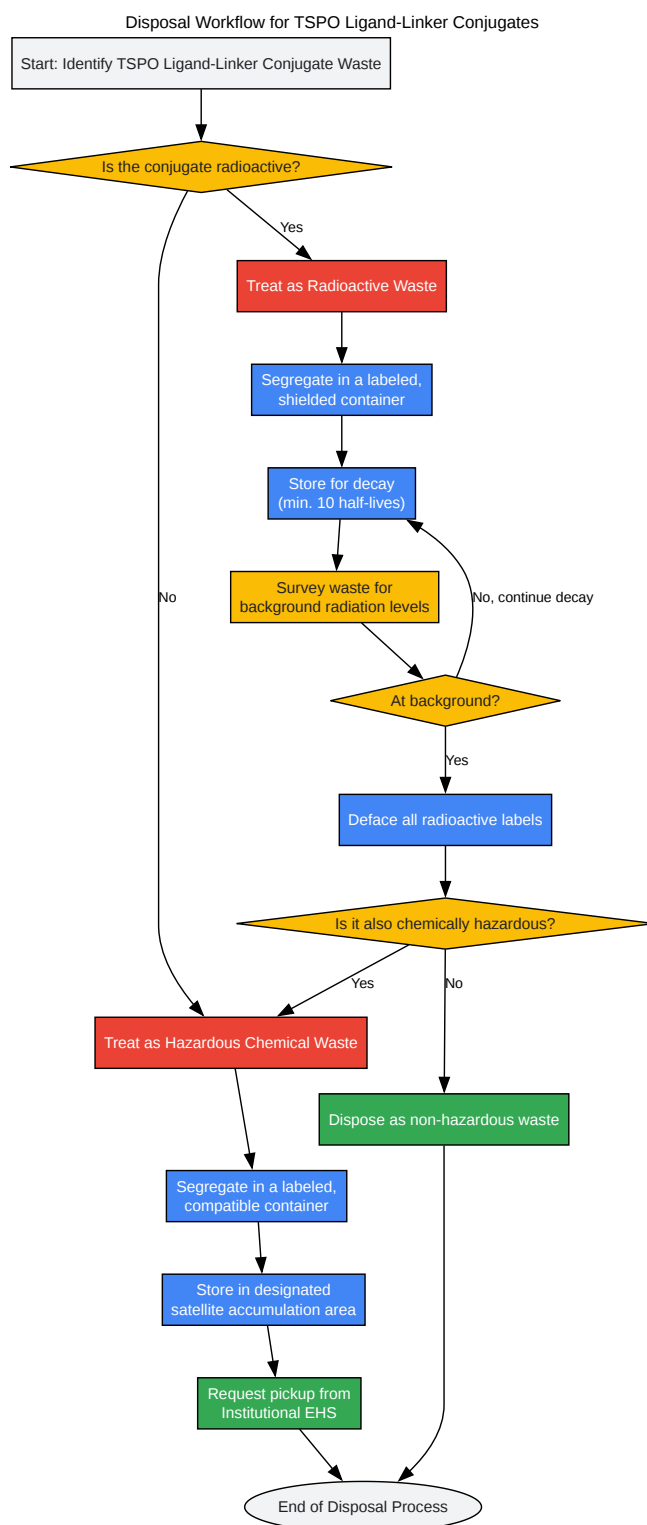 Disposal Workflow for TSPO Ligand-Linker Conjugates
Start: Identify TSPO Ligand-Linker Conjugate Waste
Is the conjugate radioactive?
Yes
Treat as Radioactive Waste
Segregate in a labeled,
shielded container
Store for decay
(min. 10 half-lives)
Survey waste for
background radiation levels
No
No, continue decay
At background?
Yes
Deface all radioactive labels
Is it also chemically hazardous?
Yes
No
Treat as Hazardous Chemical Waste
Dispose as non-hazardous waste
Segregate in a labeled,
compatible container
Store in designated
satellite accumulation area
Request pickup from
Institutional EHS
End of Disposal Process